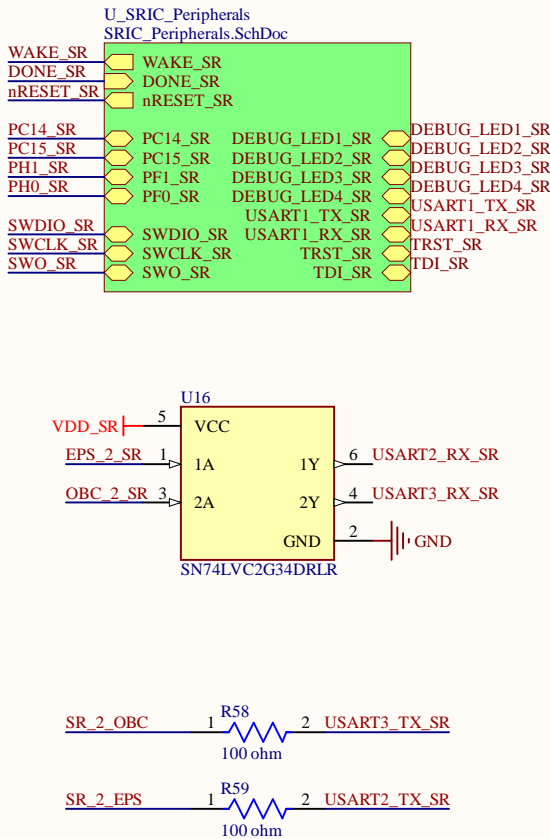 U_SRIC_Peripherals
SRIC_Peripherals.SchDoc
WAKE_SR WAKE_SR
DONE_SR DONE_SR
nRESET_SR nRESET_SR
PC14_SR PC14_SR DEBUG_LED1_SR DEBUG_LED1_SR
PC15_SR PC15_SR DEBUG_LED2_SR DEBUG_LED2_SR
PH1_SR PF1_SR DEBUG_LED3_SR DEBUG_LED3_SR
PH0_SR PF0_SR DEBUG_LED4_SR DEBUG_LED4_SR
USART1_TX_SR USART1_TX_SR
SWDIO_SR SWDIO_SR USART1_RX_SR USART1_RX_SR
SWCLK_SR SWCLK_SR TRST_SR TRST_SR
SWO_SR SWO_SR TDI_SR TDI_SR
U16
VDD_SR 5 VCC
EPS_2_SR 1 1A 1Y 6 USART2_RX_SR
OBC_2_SR 3 2A 2Y 4 USART3_RX_SR
GND 2 GND
SN74LVC2G34DRLR
R58
SR_2_OBC 1 2 USART3_TX_SR
100 ohm
R59
SR_2_EPS 1 2 USART2_TX_SR
100 ohm